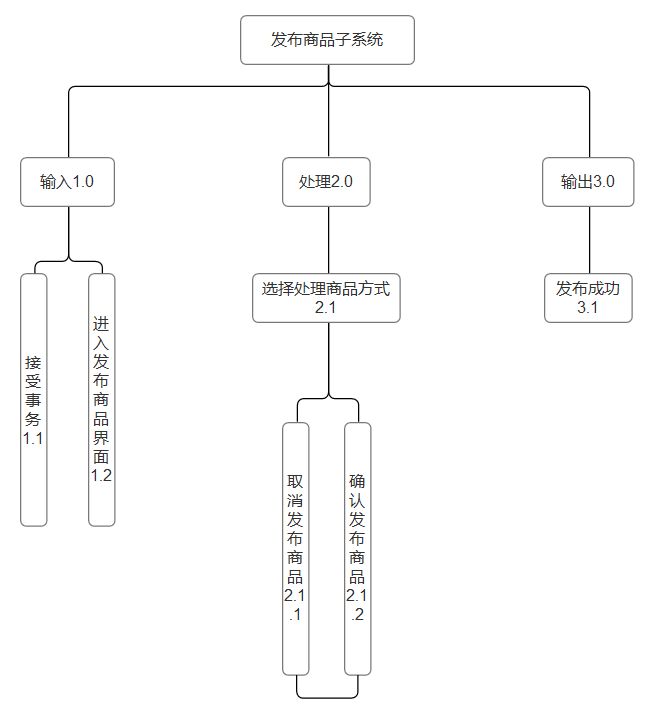 发布商品子系统
输入1.0
处理2.0
输出3.0
选择处理商品方式
2.1
发布成功
3.1
接受事务1.1
进入发布商品界面1.2
取消发布商品2.1.1
确认发布商品2.1.2